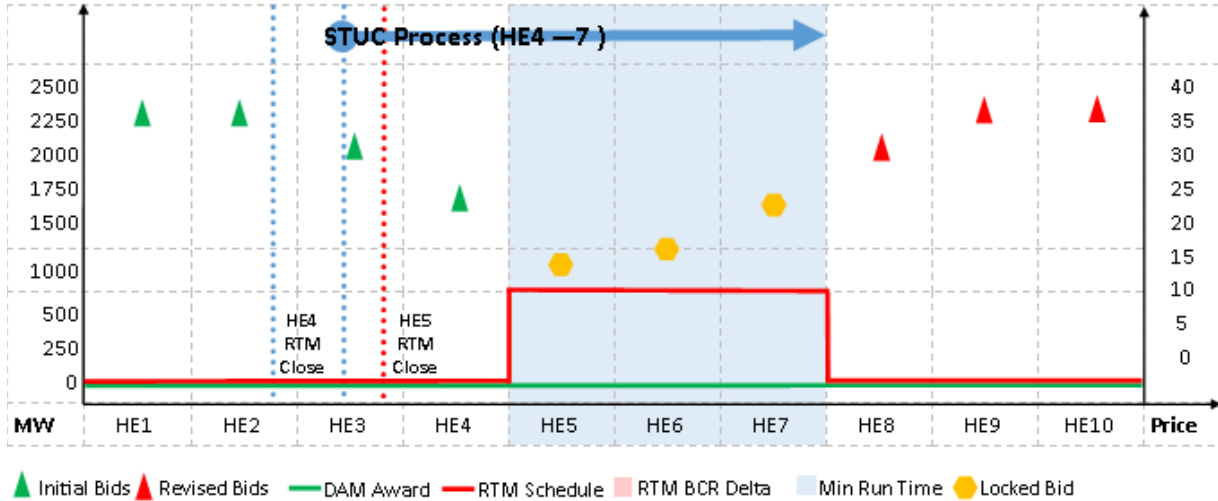 STUC Process (HE4 —7 )
2500 40
2250 35
2000 30
1750 25
1500 20
1000 15
500 10
250 5
0 0
HE4 HE5
RTM RTM
Close Close
MW HE1 HE2 HE3 HE4 HE5 HE6 HE7 HE8 HE9 HE10 Price
Initial Bids Revised Bids DAM Award RTM Schedule RTM BCR Delta Min Run Time Locked Bid